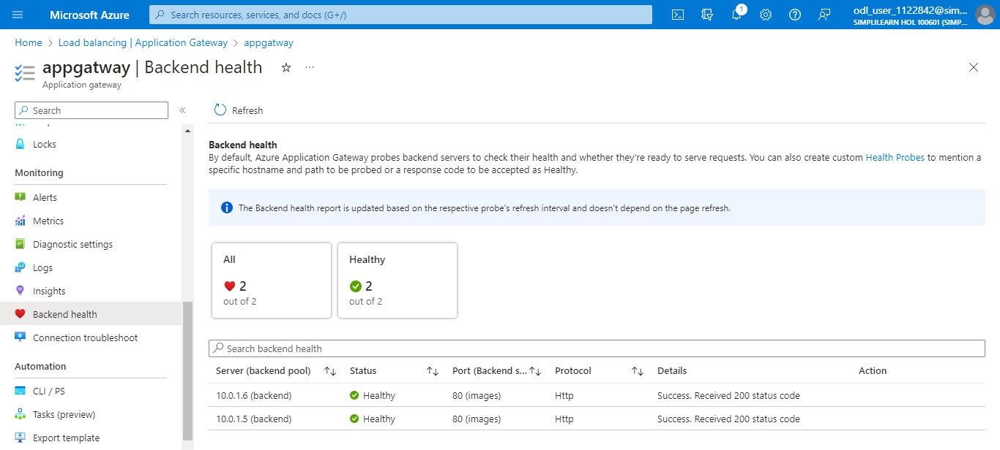 Microsoft Azure
Search resources, services, and docs (G+/)
1
odl_user_1122842@sim...
SIMPLILEARN HOL 100601 (SIMP...
Home > Load balancing | Application Gateway > appgatway
appgatway | Backend health
Application gateway
Search
Locks
Monitoring
Alerts
Metrics
Diagnostic settings
Logs
Insights
Backend health
Connection troubleshoot
Automation
CLI / PS
Tasks (preview)
Export template
Refresh
Backend health
By default, Azure Application Gateway probes backend servers to check their health and whether they're ready to serve requests. You can also create custom Health Probes to mention a
specific hostname and path to be probed or a response code to be accepted as Healthy.
The Backend health report is updated based on the respective probe's refresh interval and doesn't depend on the page refresh.
All
2
out of 2
Healthy
2
out of 2
Search backend health
Server (backend pool) Status Port (Backend s... Protocol Details Action
10.0.1.6 (backend) Healthy 80 (images) Http Success. Received 200 status code
10.0.1.5 (backend) Healthy 80 (images) Http Success. Received 200 status code